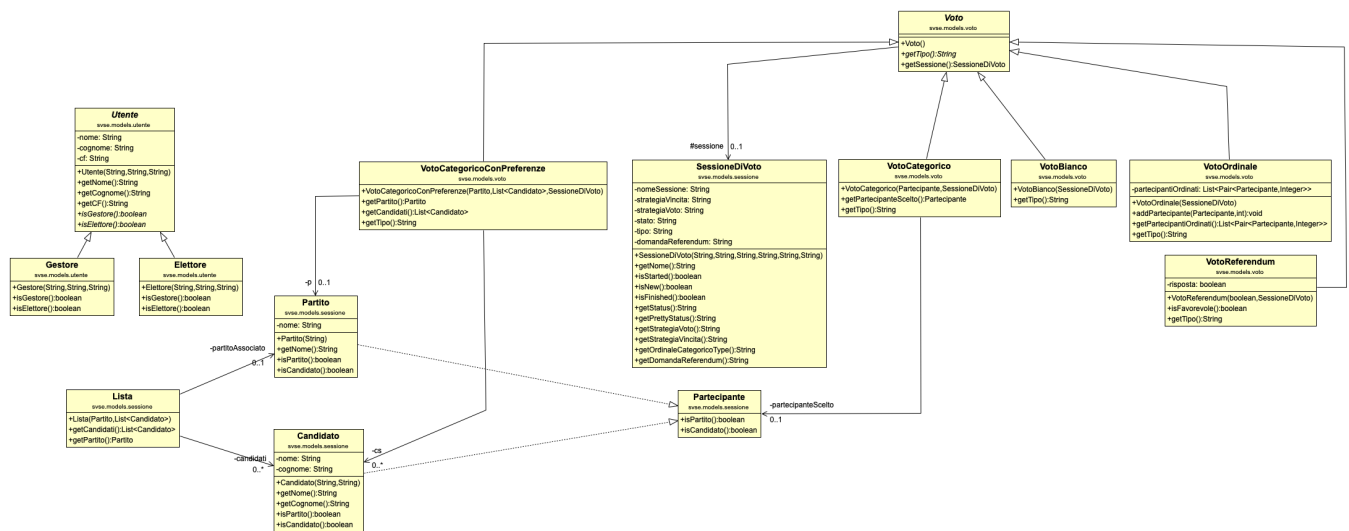 Voto
svse.models.voto
+Voto()
+getTipo():String
+getSessione():SessioneDiVoto
Utente
svse.models.utente
-nome: String
-cognome: String
-cf: String
+Utente(String,String,String)
+getNome():String
+getCognome():String
+getCF():String
+isGestore():boolean
+isElettore():boolean
#sessione
0..1
VotoCategoricoConPreferenze
svse.models.voto
+VotoCategoricoConPreferenze(Partito,List<Candidato>,SessioneDiVoto)
+getPartito():Partito
+getCandidati():List<Candidato>
+getTipo():String
SessioneDiVoto
svse.models.sessione
-nomeSessione: String
-strategiaVincita: String
-strategiaVoto: String
-stato: String
-tipo: String
-domandaReferendum: String
+SessioneDiVoto(String,String,String,String,String,String)
+getNome():String
+isStarted():boolean
+isNew():boolean
+isFinished():boolean
+getStatus():String
+getPrettyStatus():String
+getStrategiaVoto():String
+getStrategiaVincita():String
+getOrdinaleCategoricoType():String
+getDomandaReferendum():String
VotoCategorico
svse.models.voto
+VotoCategorico(Partecipante,SessioneDiVoto)
+getPartecipanteScelto():Partecipante
+getTipo():String
VotoBianco
svse.models.voto
+VotoBianco(SessioneDiVoto)
+getTipo():String
VotoOrdinale
svse.models.voto
-partecipantiOrdinati: List<Pair<Partecipante,Integer>>
+VotoOrdinale(SessioneDiVoto)
+addPartecipante(Partecipante,int):void
+getPartecipantiOrdinati():List<Pair<Partecipante,Integer>>
+getTipo():String
Gestore
svse.models.utente
+Gestore(String,String,String)
+isGestore():boolean
+isElettore():boolean
Elettore
svse.models.utente
+Elettore(String,String,String)
+isGestore():boolean
+isElettore():boolean
VotoReferendum
svse.models.voto
-risposta: boolean
+VotoReferendum(boolean,SessioneDiVoto)
+isFavorevole():boolean
+getTipo():String
-p
0..1
Partito
svse.models.sessione
-nome: String
+Partito(String)
+getNome():String
+isPartito():boolean
+isCandidato():boolean
-partitoAssociato
0..1
Lista
svse.models.sessione
+Lista(Partito,List<Candidato>)
+getCandidati():List<Candidato>
+getPartito():Partito
Partecipante
svse.models.sessione
+isPartito():boolean
+isCandidato():boolean
-partecipanteScelto
0..1
-candidati
0..*
Candidato
svse.models.sessione
-nome: String
-cognome: String
+Candidato(String,String)
+getNome():String
+getCognome():String
+isPartito():boolean
+isCandidato():boolean
-cs
0..*